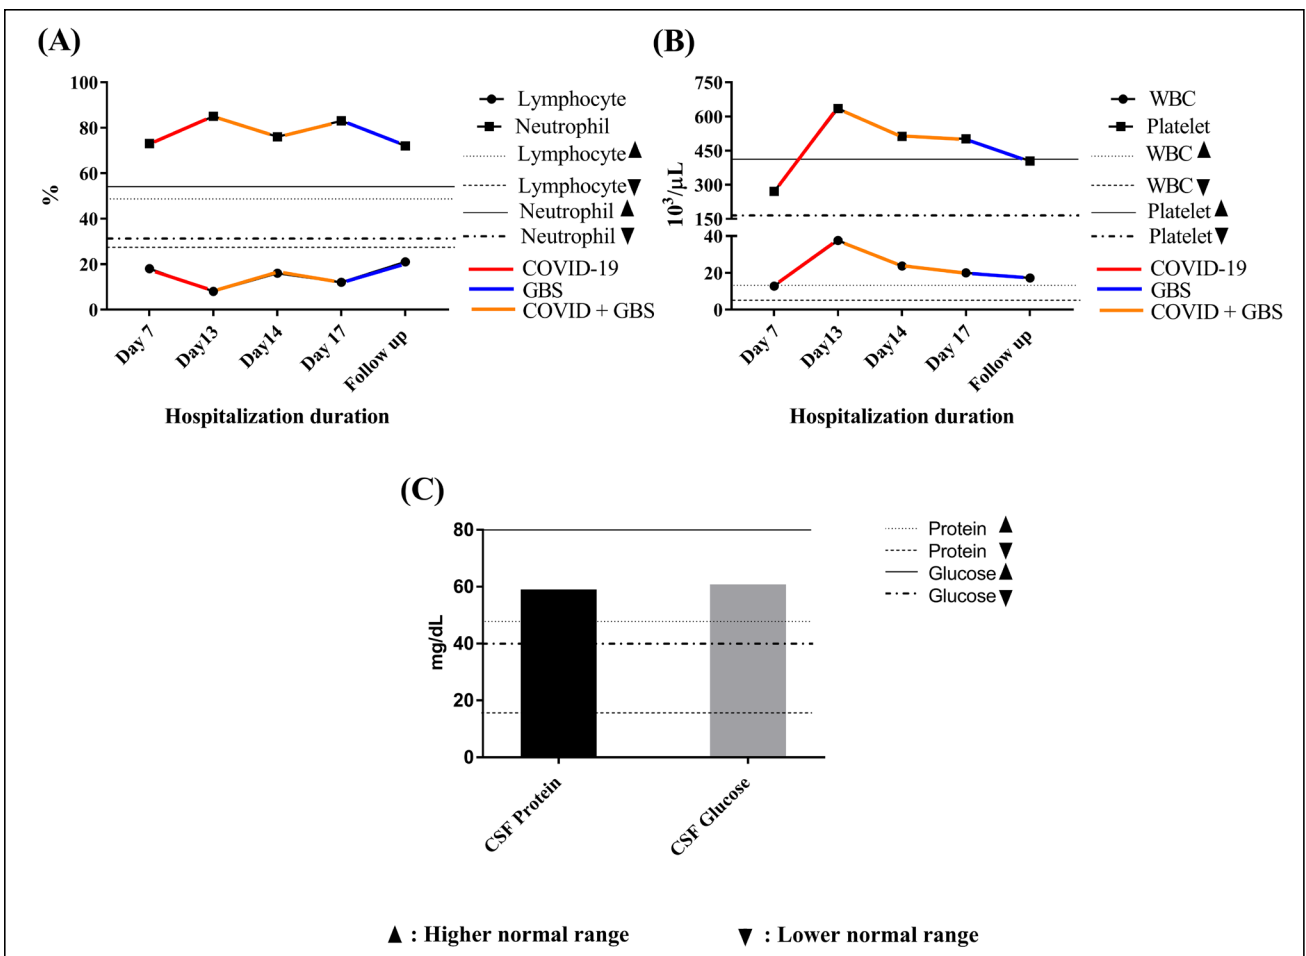 (A)
100
80
60
40
20
0
%
Day 7
Day13
Day14
Day 17
Follow up
Hospitalization duration
Lymphocyte
Neutrophil
Lymphocyte▲
Lymphocyte▼
Neutrophil ▲
Neutrophil ▼
COVID-19
GBS
COVID + GBS
(B)
750
600
450
300
150
40
20
0
10³/µL
Day 7
Day13
Day14
Day 17
Follow up
Hospitalization duration
WBC
Platelet
WBC ▲
WBC ▼
Platelet ▲
Platelet ▼
COVID-19
GBS
COVID + GBS
(C)
80
60
40
20
0
mg/dL
CSF Protein
CSF Glucose
Protein ▲
Protein ▼
Glucose ▲
Glucose ▼
▲ : Higher normal range
▼ : Lower normal range